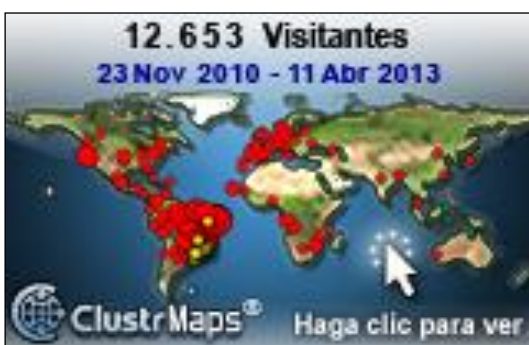 12.653 Visitantes
23 Nov 2010 - 11 Abr 2013
ClustrMaps®
Haga clic para ver